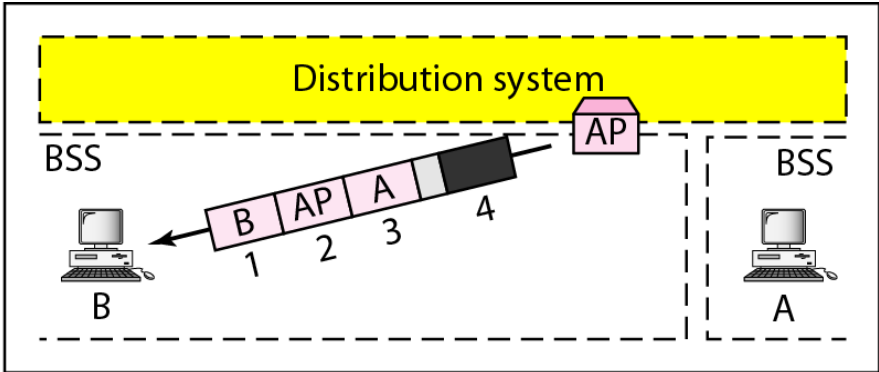 Distribution system
AP
BSS
BSS
B AP A
1 2 3 4
B
A